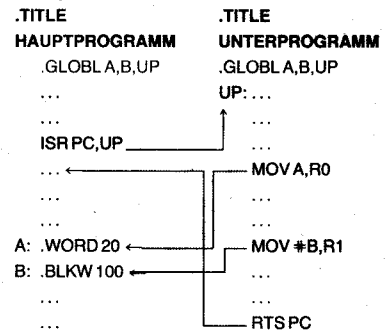 .TITLE
HAUPTPROGRAMM
.GLOBL A,B,UP
...
...
ISR PC,UP
...
...
...
A: .WORD 20
B: .BLKW 100
...
...
.TITLE
UNTERPROGRAMM
.GLOBL A,B,UP
UP: ...
...
...
MOV A,R0
...
...
MOV #B,R1
...
...
RTS PC